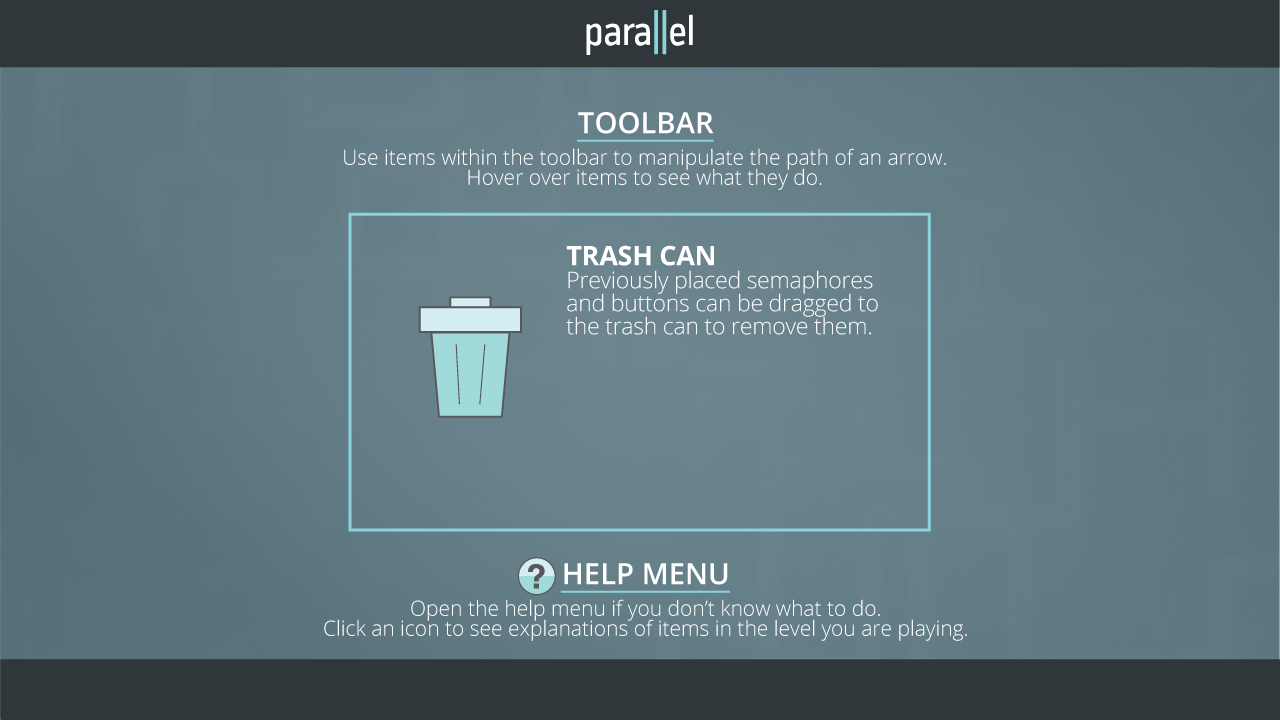 parallel
TOOLBAR
Use items within the toolbar to manipulate the path of an arrow.
Hover over items to see what they do.
TRASH CAN
Previously placed semaphores
and buttons can be dragged to
the trash can to remove them.
? HELP MENU
Open the help menu if you don’t know what to do.
Click an icon to see explanations of items in the level you are playing.